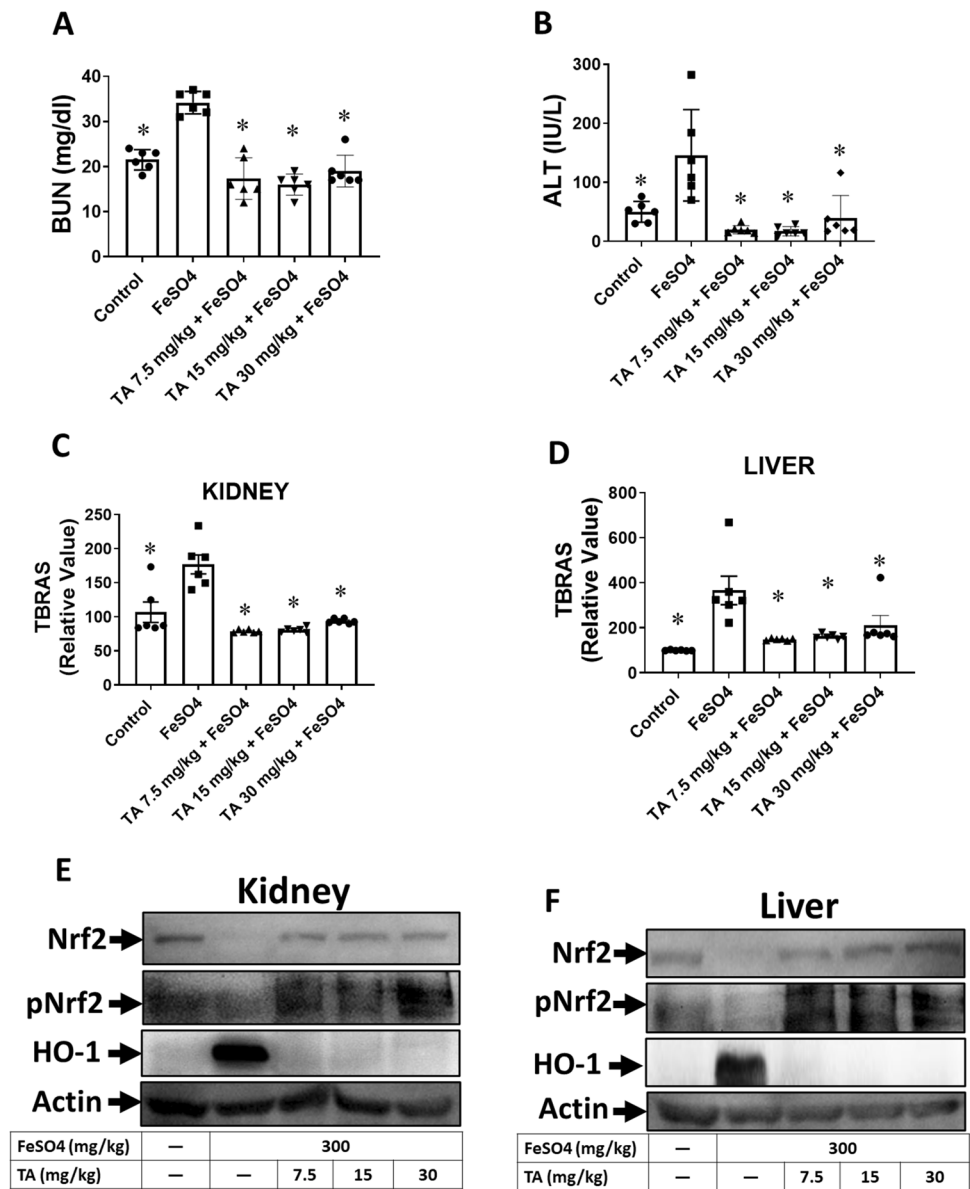 A
BUN (mg/dl)
40
30
20
10
0
*
*
*
*
Control
FeSO4
TA 7.5 mg/kg + FeSO4
TA 15 mg/kg + FeSO4
TA 30 mg/kg + FeSO4
B
ALT (IU/L)
300
200
100
0
*
*
*
*
Control
FeSO4
TA 7.5 mg/kg + FeSO4
TA 15 mg/kg + FeSO4
TA 30 mg/kg + FeSO4
C
KIDNEY
TBRAS
(Relative Value)
250
200
150
100
50
0
*
*
*
*
Control
FeSO4
TA 7.5 mg/kg + FeSO4
TA 15 mg/kg + FeSO4
TA 30 mg/kg + FeSO4
D
LIVER
TBRAS
(Relative Value)
800
600
400
200
0
*
*
*
*
Control
FeSO4
TA 7.5 mg/kg + FeSO4
TA 15 mg/kg + FeSO4
TA 30 mg/kg + FeSO4
E
Kidney
Nrf2
pNrf2
HO-1
Actin
FeSO4 (mg/kg) — 300
TA (mg/kg) — — 7.5 15 30
F
Liver
Nrf2
pNrf2
HO-1
Actin
FeSO4 (mg/kg) — 300
TA (mg/kg) — — 7.5 15 30